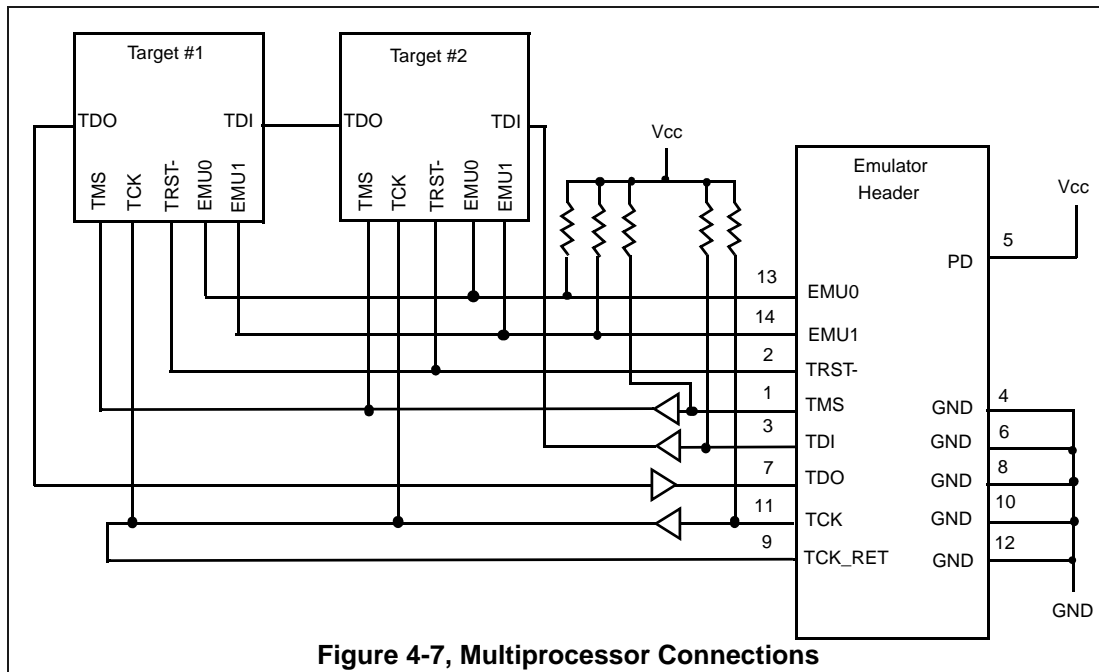 Target #1
TDO
TDI
TMS
TCK
TRST-
EMU0
EMU1
Target #2
TDO
TDI
TMS
TCK
TRST-
EMU0
EMU1
Vcc
Emulator
Header
Vcc
5
PD
13
EMU0
14
EMU1
2
TRST-
1
TMS
3
TDI
7
TDO
11
TCK
9
TCK_RET
4
GND
6
GND
8
GND
10
GND
12
GND
GND
Figure 4-7, Multiprocessor Connections